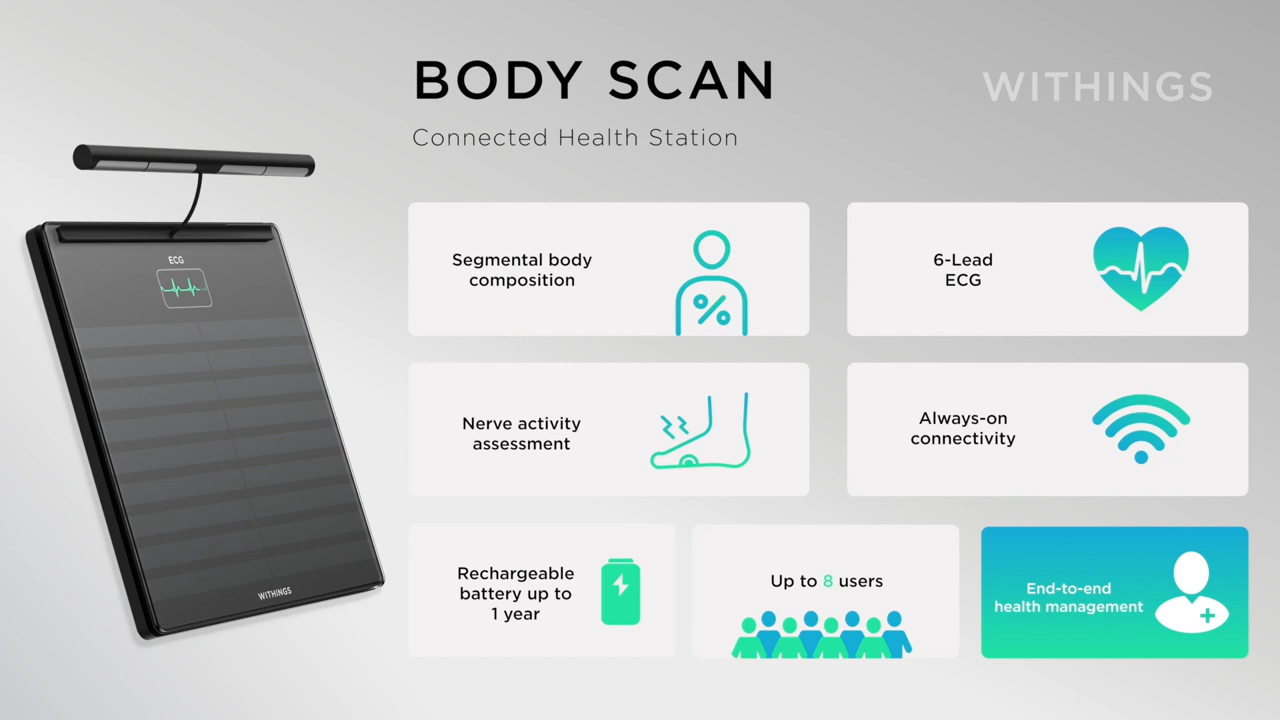 BODY SCAN
WITHINGS
Connected Health Station
ECG
Segmental body
composition
%
6-Lead
ECG
Nerve activity
assessment
Always-on
connectivity
Rechargeable
battery up to
1 year
Up to 8 users
End-to-end
health management
WITHINGS